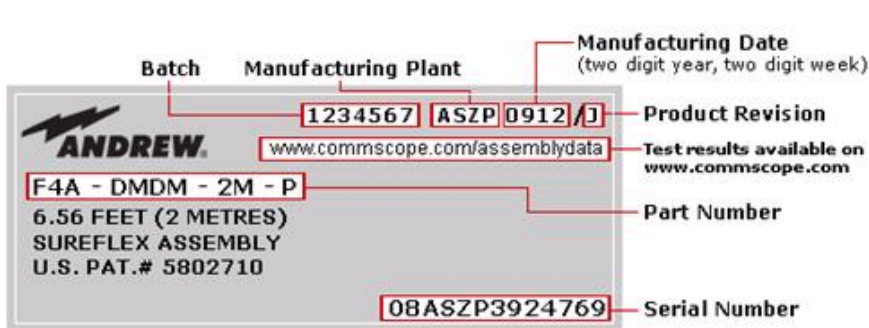 Manufacturing Date
(two digit year, two digit week)
Batch Manufacturing Plant
1234567 ASZP 0912 /J Product Revision
ANDREW.
www.commscope.com/assemblydata Test results available on
www.commscope.com
F4A - DMDM - 2M - P
Part Number
6.56 FEET (2 METRES)
SUREFLEX ASSEMBLY
U.S. PAT.# 5802710
08ASZP3924769 Serial Number